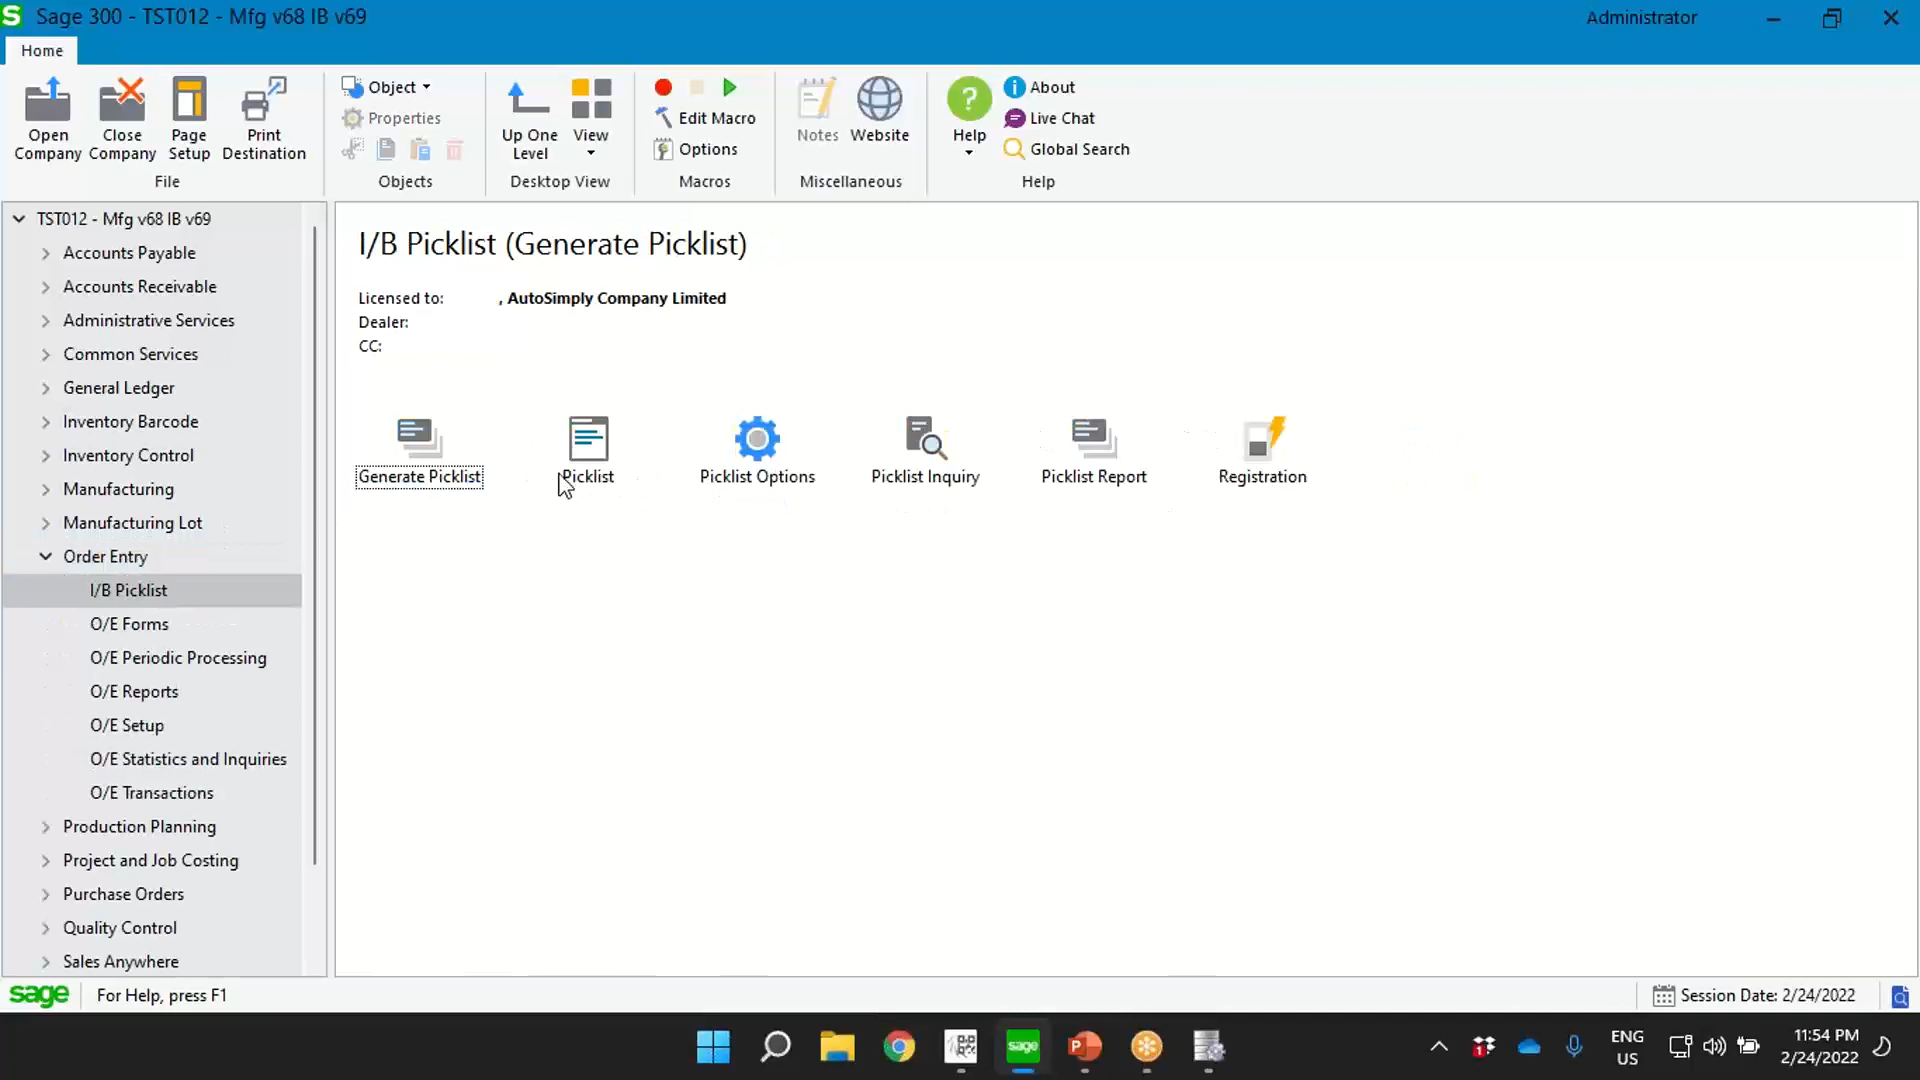 S Sage 300 - TST012 - Mfg v68 IB v69
Administrator
Home
Open Company
Close Company
Page Setup
Print Destination
File
Object
Properties
Objects
Up One Level
View
Desktop View
Edit Macro
Options
Macros
Notes
Website
Miscellaneous
Help
About
Live Chat
Global Search
Help
TST012 - Mfg v68 IB v69
Accounts Payable
Accounts Receivable
Administrative Services
Common Services
General Ledger
Inventory Barcode
Inventory Control
Manufacturing
Manufacturing Lot
Order Entry
I/B Picklist
O/E Forms
O/E Periodic Processing
O/E Reports
O/E Setup
O/E Statistics and Inquiries
O/E Transactions
Production Planning
Project and Job Costing
Purchase Orders
Quality Control
Sales Anywhere
I/B Picklist (Generate Picklist)
Licensed to: , AutoSimply Company Limited
Dealer:
CC:
Generate Picklist
Picklist
Picklist Options
Picklist Inquiry
Picklist Report
Registration
sage For Help, press F1
Session Date: 2/24/2022
sage
P
1
ENG
US
11:54 PM
2/24/2022